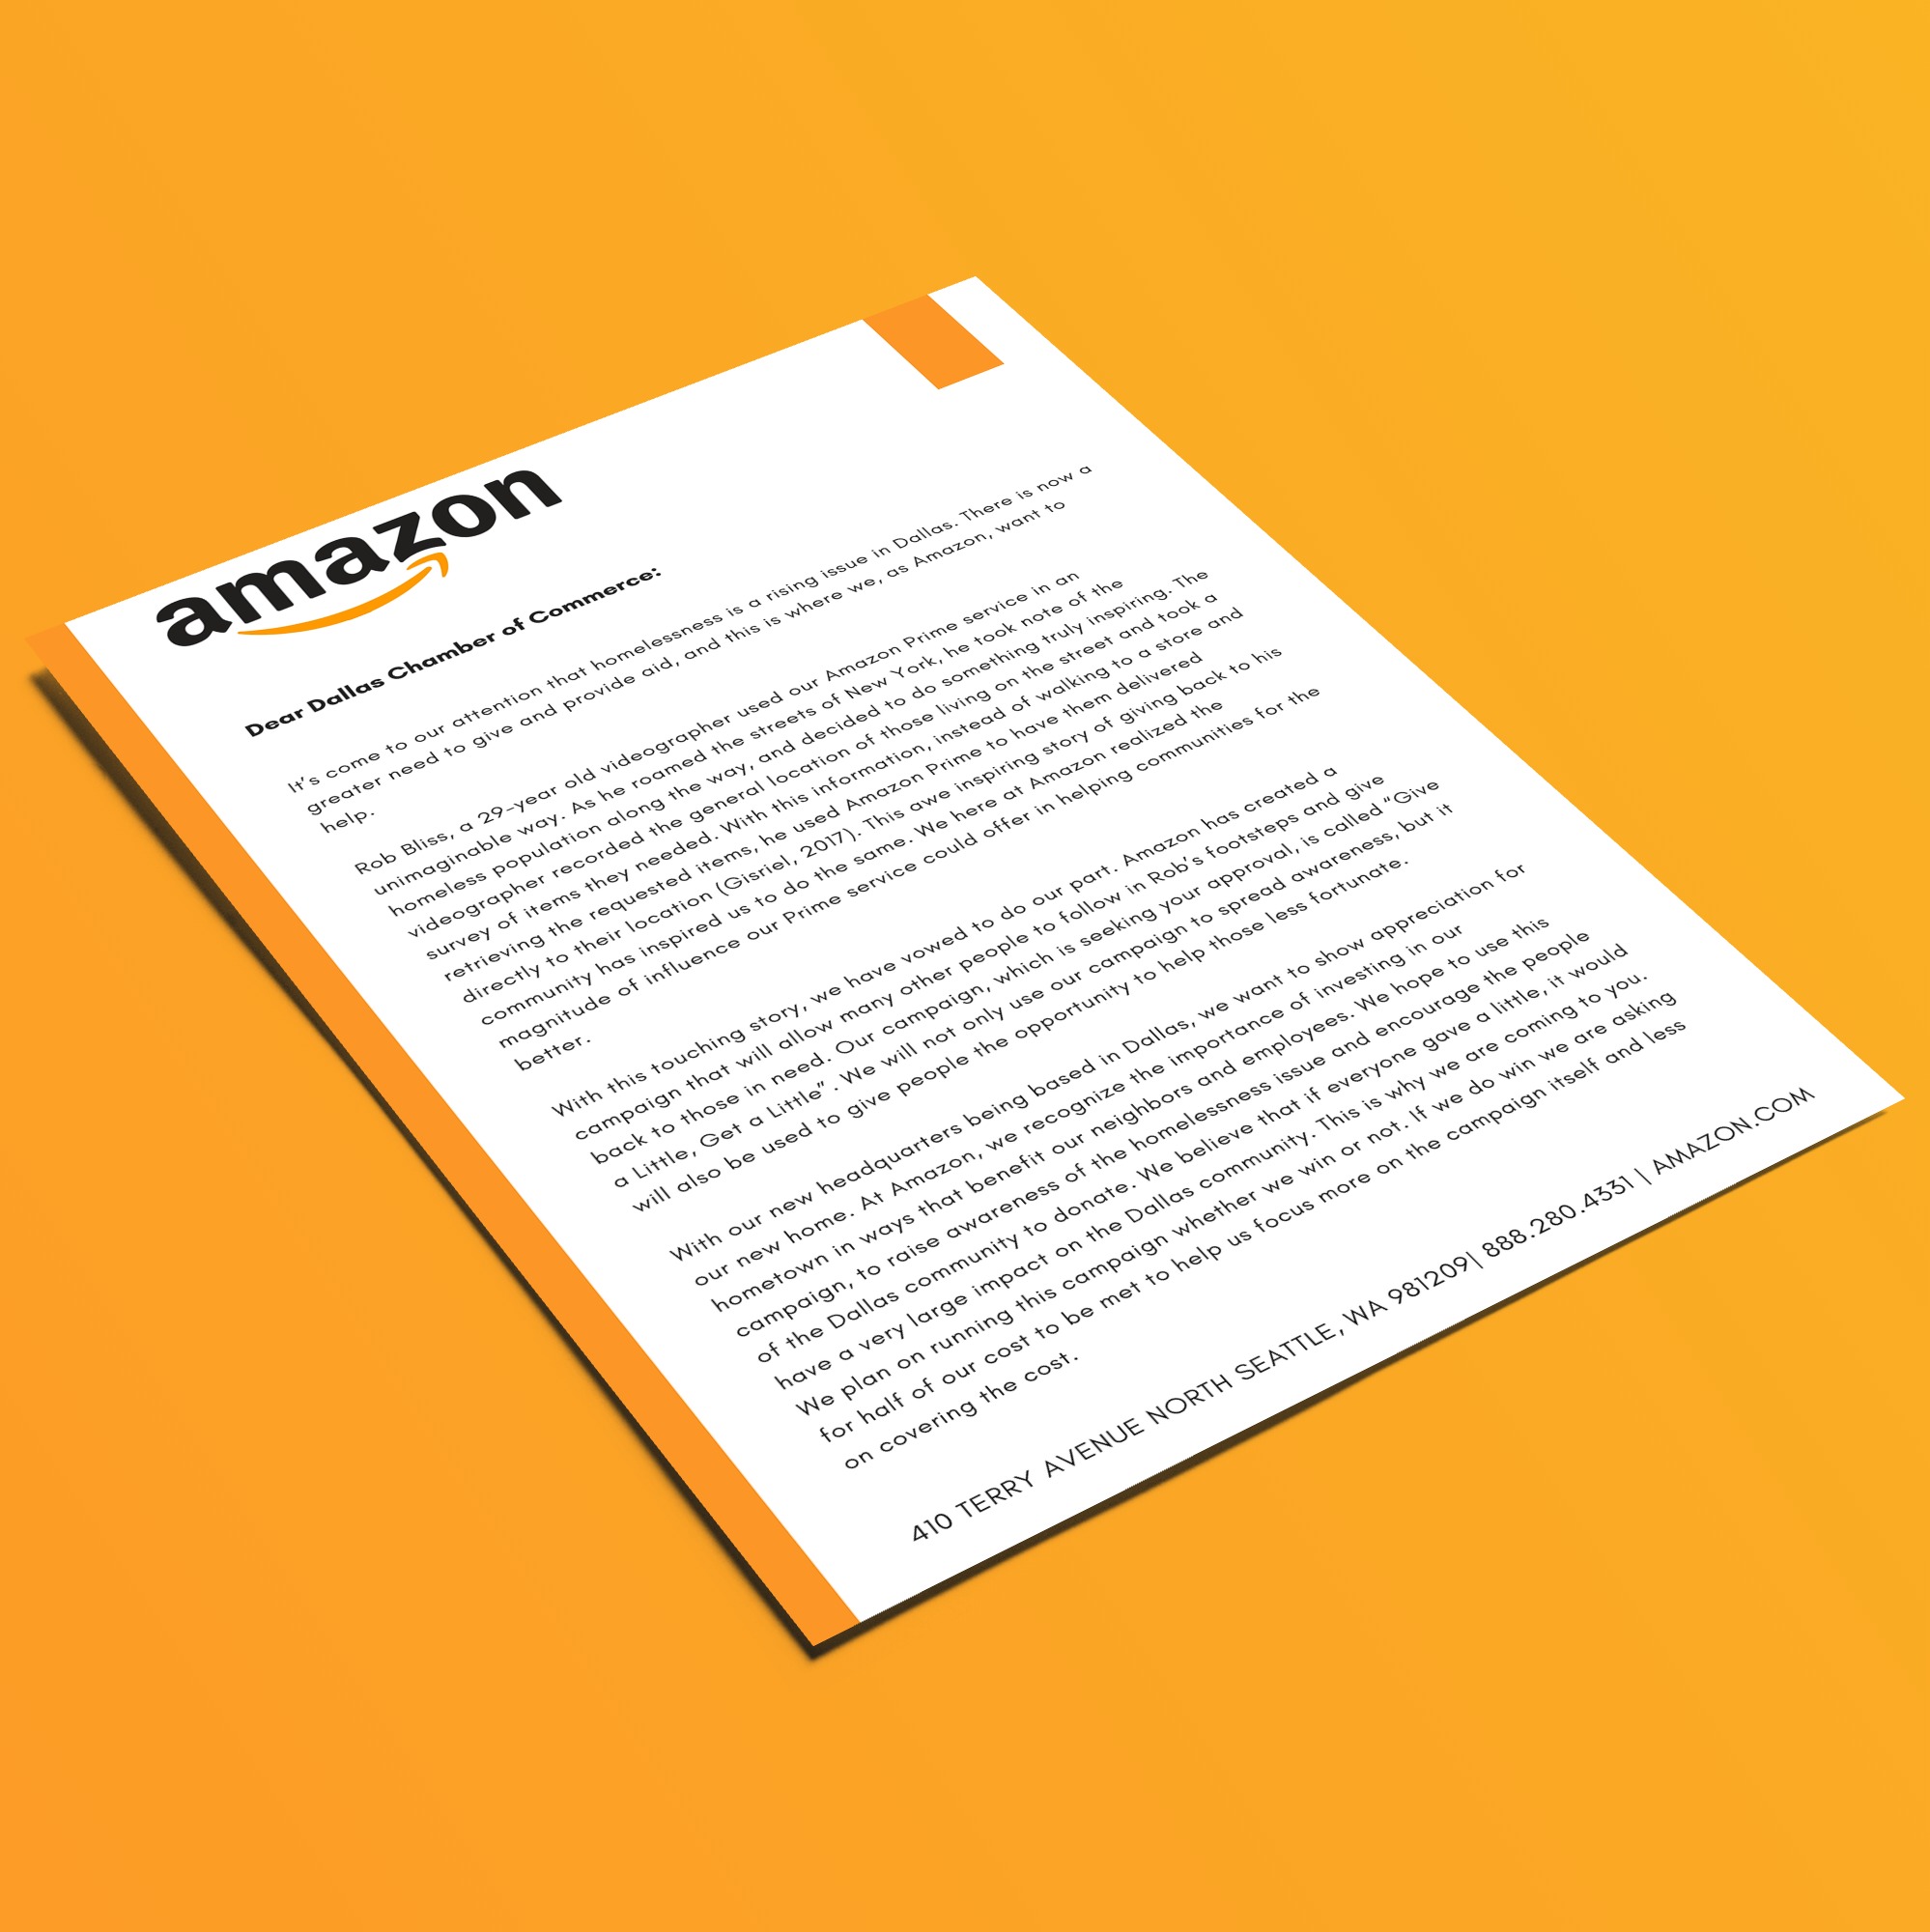 amazon
Dear Dallas Chamber of Commerce:
It's come to our attention that homelessness is a rising issue in Dallas. There is now a
greater need to give and provide aid, and this is where we, as Amazon, want to
help.
Rob Bliss, a 29-year old videographer used our Amazon Prime service in an
unimaginable way. As he roamed the streets of New York, he took note of the
homeless population along the way, and decided to do something truly inspiring. The
videographer recorded the general location of those living on the street and took a
survey of items they needed. With this information, instead of walking to a store and
retrieving the requested items, he used Amazon Prime to have them delivered
directly to their location (Gisriel, 2017). This awe inspiring story of giving back to his
community has inspired us to do the same. We here at Amazon realized the
magnitude of influence our Prime service could offer in helping communities for the
better.
With this touching story, we have vowed to do our part. Amazon has created a
campaign that will allow many other people to follow in Rob's footsteps and give
back to those in need. Our campaign, which is seeking your approval, is called “Give
a Little, Get a Little”. We will not only use our campaign to spread awareness, but it
will also be used to give people the opportunity to help those less fortunate.
With our new headquarters being based in Dallas, we want to show appreciation for
our new home. At Amazon, we recognize the importance of investing in our
hometown in ways that benefit our neighbors and employees. We hope to use this
campaign, to raise awareness of the homelessness issue and encourage the people
of the Dallas community to donate. We believe that if everyone gave a little, it would
have a very large impact on the Dallas community. This is why we are coming to you.
We plan on running this campaign whether we win or not. If we do win we are asking
for half of our cost to be met to help us focus more on the campaign itself and less
on covering the cost.
410 TERRY AVENUE NORTH SEATTLE, WA 981209| 888.280.4331 | AMAZON.COM